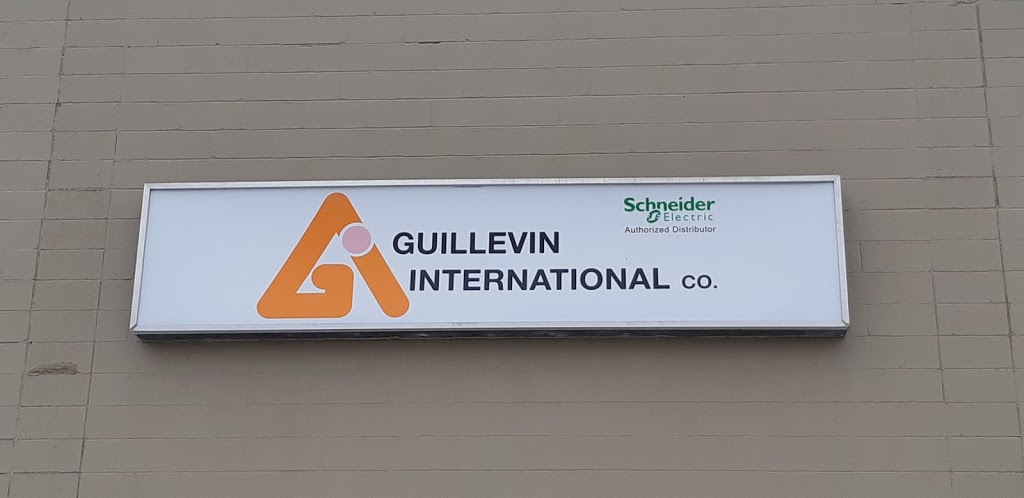 GUILLEVIN
INTERNATIONAL CO.
Schneider
Electric
Authorized Distributor